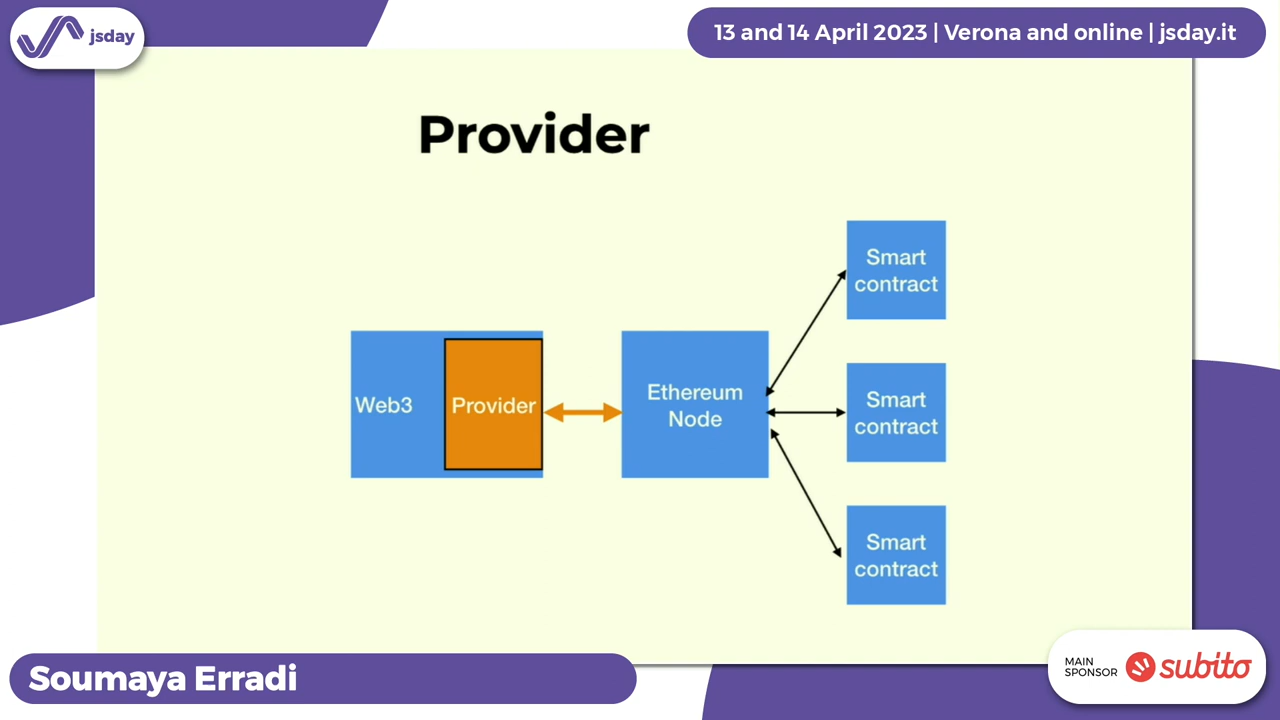 jsday
13 and 14 April 2023 | Verona and online | jsday.it
Provider
Web3
Provider
Ethereum
Node
Smart
contract
Smart
contract
Smart
contract
Soumaya Erradi
MAIN
SPONSOR
subito